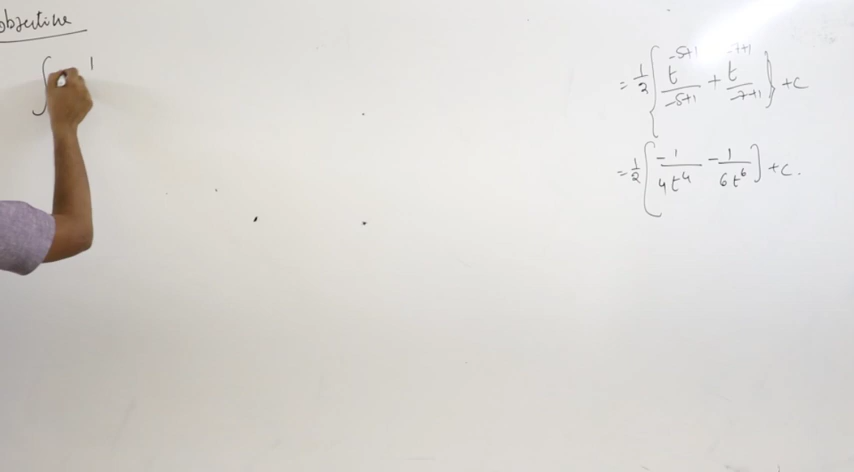 objective
∫ 1
= 1/2 { t^(-5+1)/(-5+1) + t^(-7+1)/(-7+1) } + c
= 1/2 [ -1/(4t^4) - 1/(6t^6) ] + c.